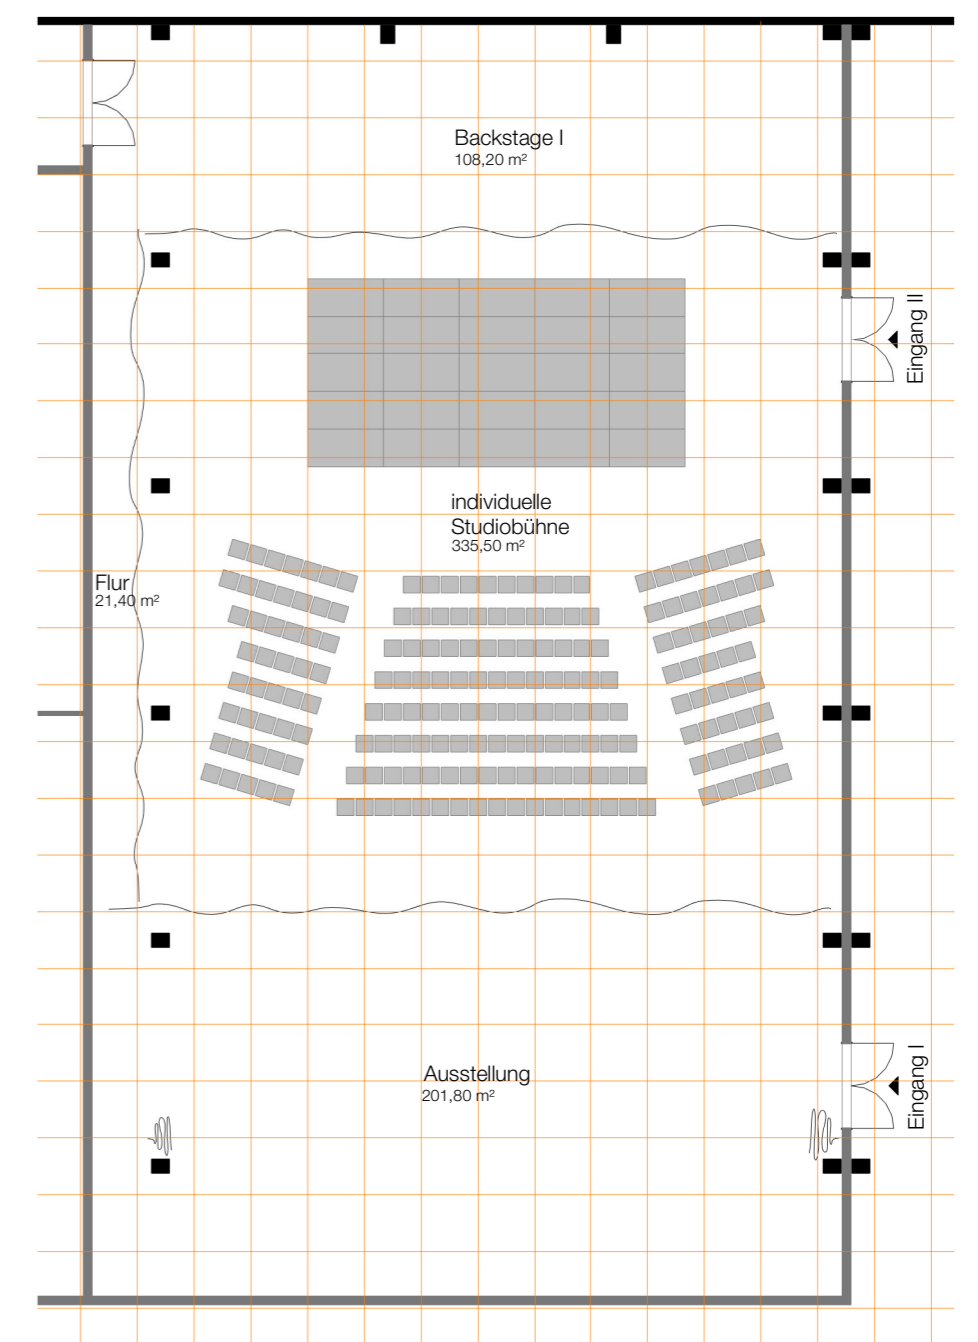 Backstage I
108,20 m²
Eingang II
individuelle
Studiobühne
335,50 m²
Flur
21,40 m²
Ausstellung
201,80 m²
Eingang I